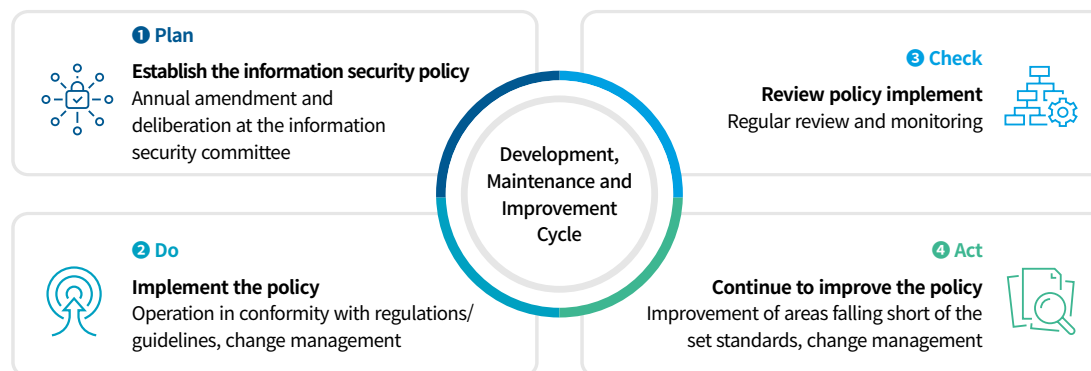 ❶ Plan
Establish the information security policy
Annual amendment and
deliberation at the information
security committee
❷ Do
Implement the policy
Operation in conformity with regulations/
guidelines, change management
Development,
Maintenance and
Improvement
Cycle
❸ Check
Review policy implement
Regular review and monitoring
❹ Act
Continue to improve the policy
Improvement of areas falling short of the
set standards, change management